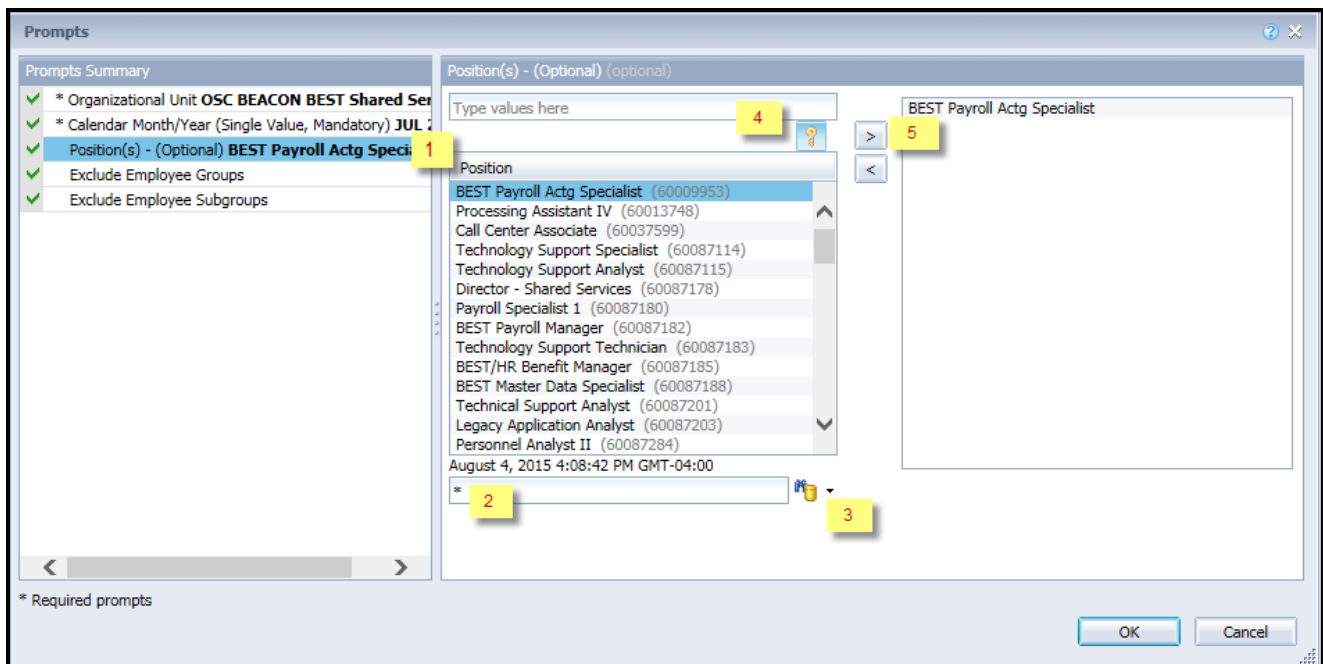 Prompts
Prompts Summary
* Organizational Unit OSC BEACON BEST Shared Ser
* Calendar Month/Year (Single Value, Mandatory) JUL
Position(s) - (Optional) BEST Payroll Actg Speci
1
Exclude Employee Groups
Exclude Employee Subgroups
Position(s) - (Optional) (optional)
Type values here
4
Position
BEST Payroll Actg Specialist (60009953)
Processing Assistant IV (60013748)
Call Center Associate (60037599)
Technology Support Specialist (60087114)
Technology Support Analyst (60087115)
Director - Shared Services (60087178)
Payroll Specialist 1 (60087180)
BEST Payroll Manager (60087182)
Technology Support Technician (60087183)
BEST/HR Benefit Manager (60087185)
BEST Master Data Specialist (60087188)
Technical Support Analyst (60087201)
Legacy Application Analyst (60087203)
Personnel Analyst II (60087284)
August 4, 2015 4:08:42 PM GMT-04:00
* 2
3
>
5
<
BEST Payroll Actg Specialist
* Required prompts
OK
Cancel